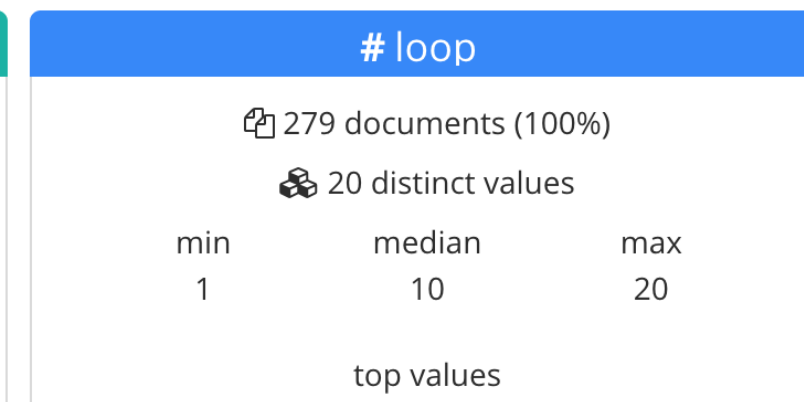 # loop
279 documents (100%)
20 distinct values
min median max
1 10 20
top values